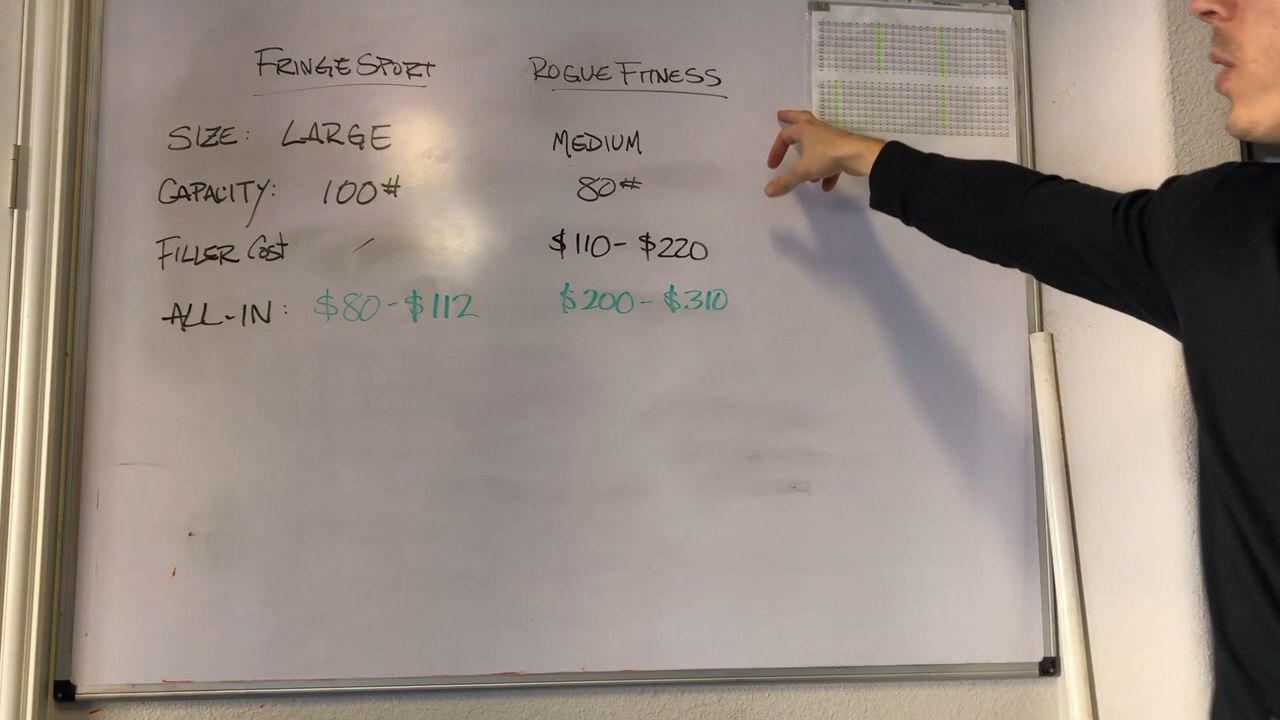 FRINGE SPORT ROGUE FITNESS
SIZE: LARGE MEDIUM
CAPACITY: 100# 80#
FILLER COST / $110-$220
ALL-IN: $80-$112 $200-$310